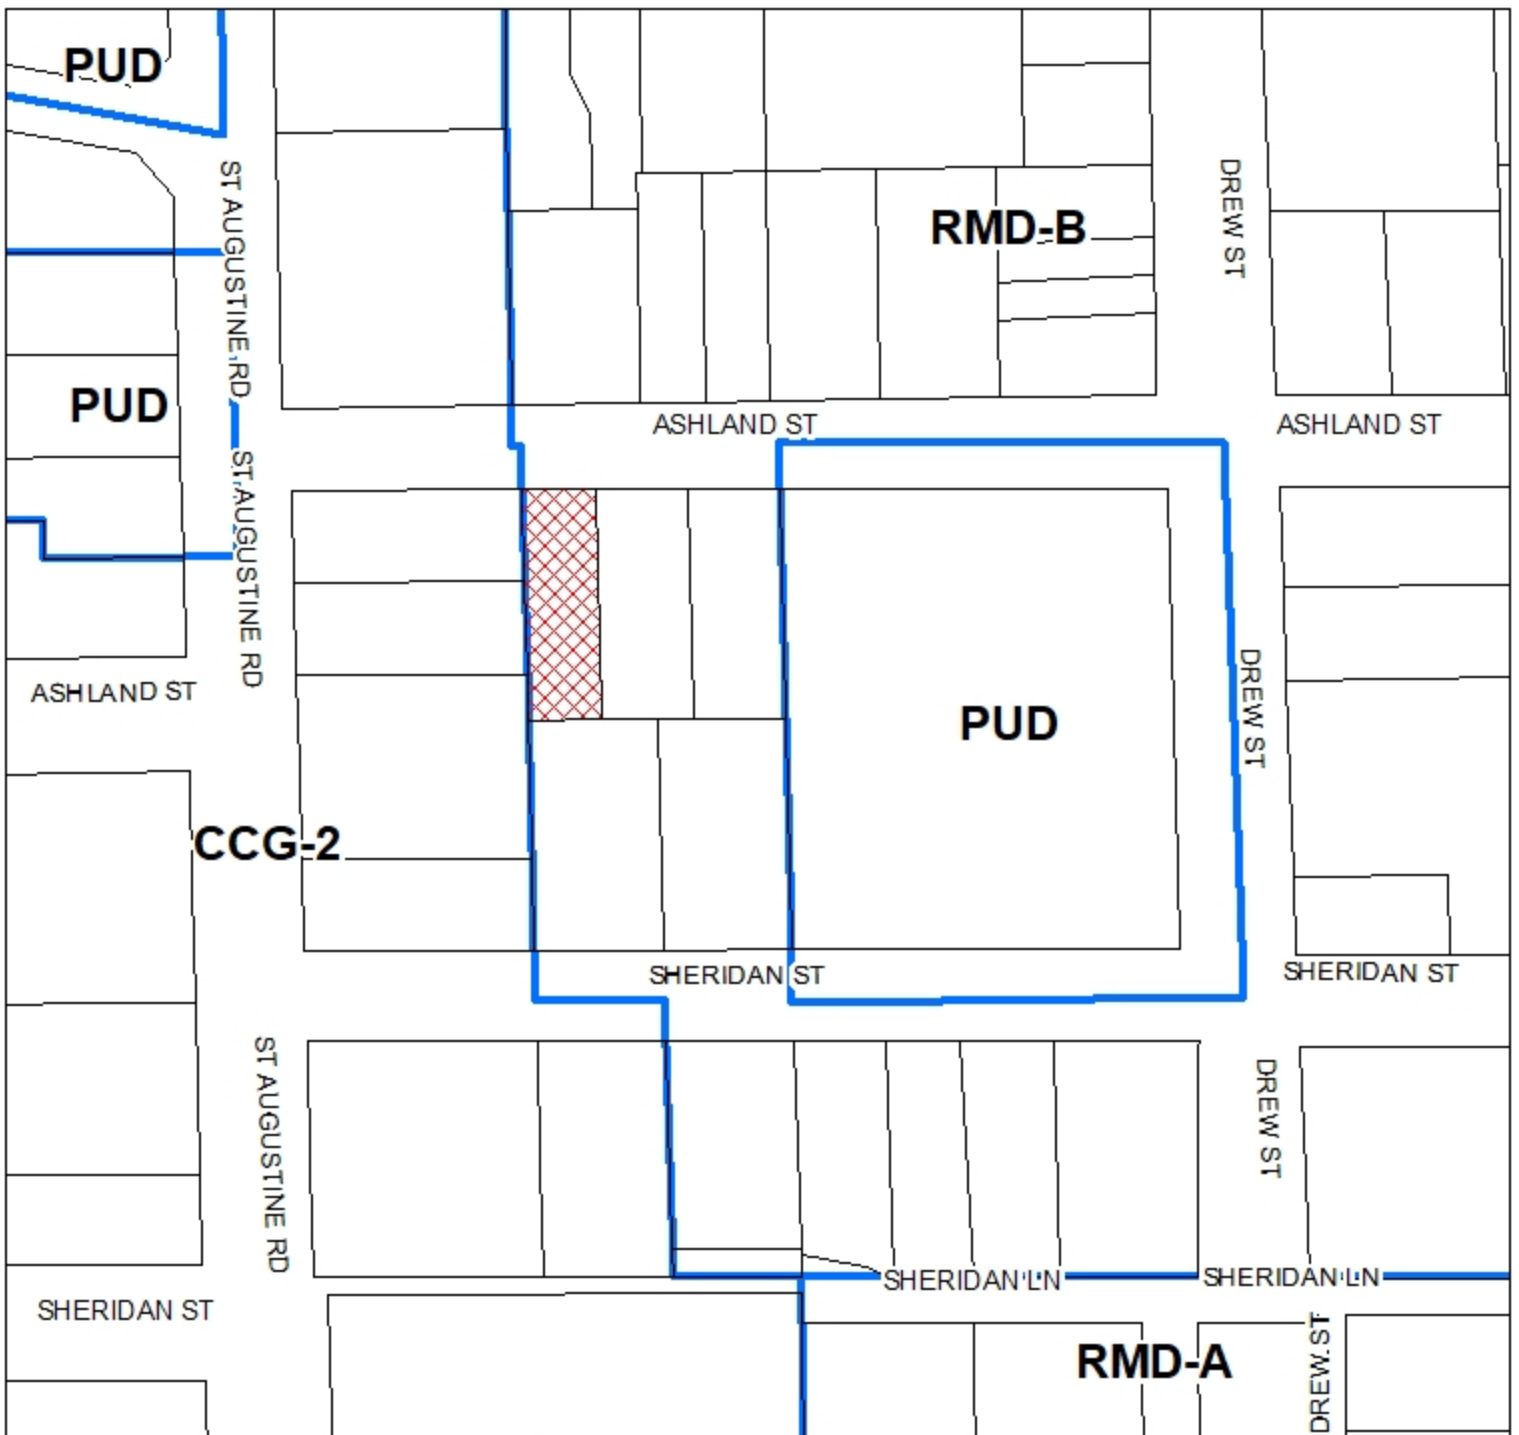 PUD
ST AUGUSTINE RD
DREW ST
RMD-B
PUD
ASHLAND ST
ASHLAND ST
ST AUGUSTINE RD
ASHLAND ST
DREW ST
PUD
CCG-2
SHERIDAN ST
SHERIDAN ST
ST AUGUSTINE RD
DREW ST
SHERIDAN LN
SHERIDAN LN
SHERIDAN ST
RMD-A
DREW ST